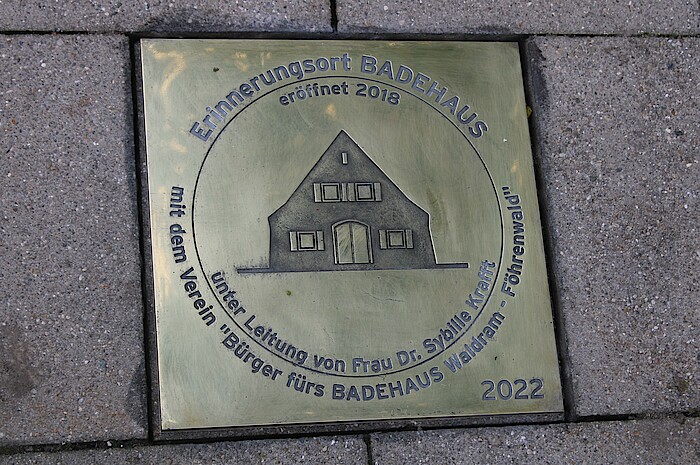 Erinnerungsort BADEHAUS
eröffnet 2018
unter Leitung von Frau Dr. Sybille Krafft
mit dem Verein "Bürger fürs BADEHAUS Waldram - Föhrenwald"
2022